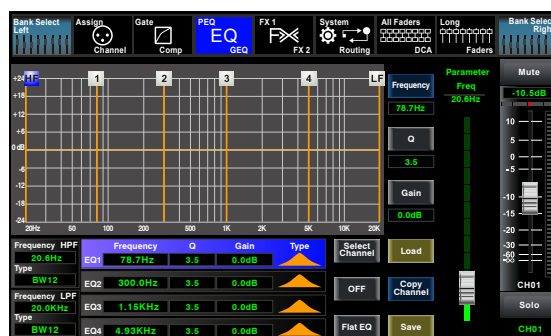 Bank Select
Left
Assign
Channel
Gate
Comp
PEQ
EQ
GEQ
FX 1
FX 2
System
Routing
All Faders
DCA
Long
Faders
Bank Select
Right
+24
+18
+12
+6
0 dB
-6
-12
-18
-24
HF
1
2
3
4
LF
20Hz
50
100
200
500
1K
2K
5K
10K
20K
Frequency
78.7Hz
Q
3.5
Gain
0.0dB
Parameter
Freq
20.6Hz
Mute
-10.5dB
10
5
0
-5
-10
-15
-20
-30
-60
CH01
Solo
CH01
Frequency HPF
20.6Hz
Type
BW12
Frequency LPF
20.0KHz
Type
BW12
Frequency Q Gain Type
EQ1 78.7Hz 3.5 0.0dB
EQ2 300.0Hz 3.5 0.0dB
EQ3 1.15KHz 3.5 0.0dB
EQ4 4.93KHz 3.5 0.0dB
Select
Channel
OFF
Flat EQ
Load
Copy
Channel
Save